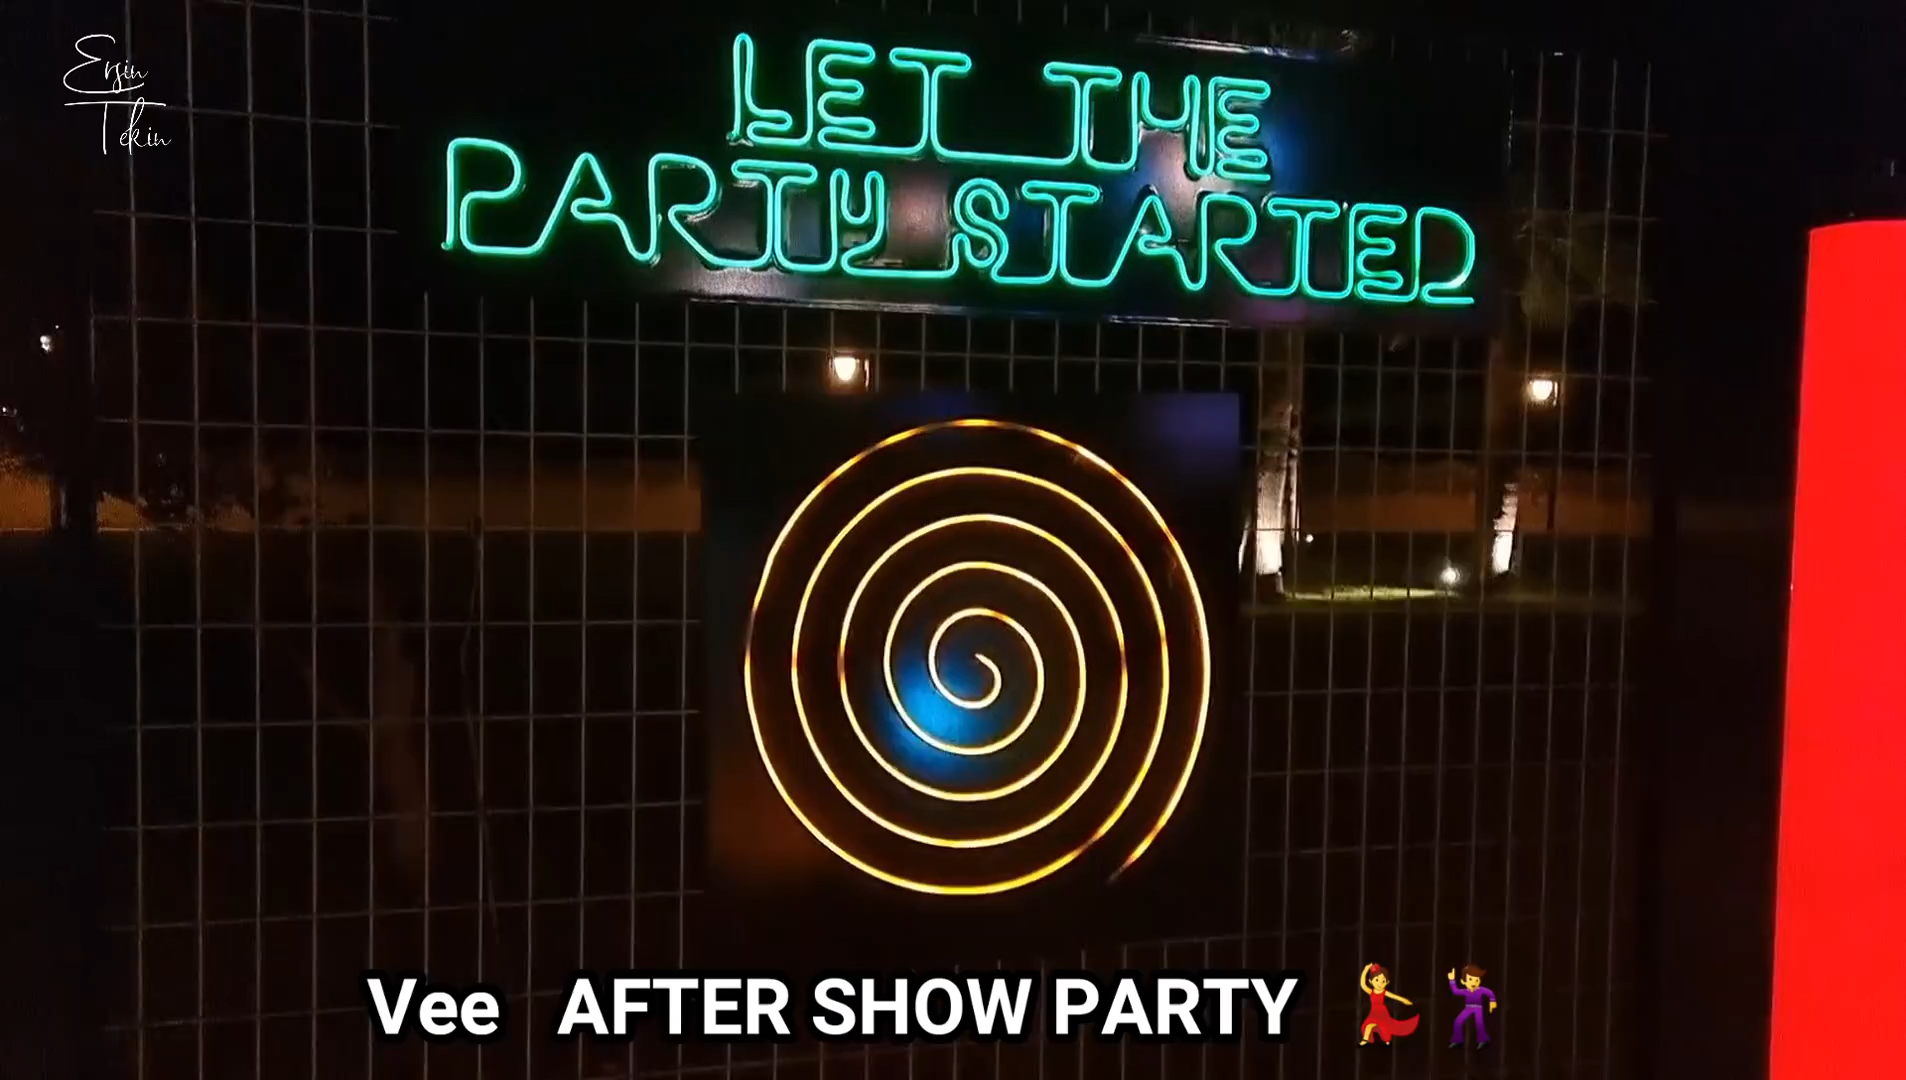 Ersin
Tekin
LET THE
PARTY STARTED
Vee AFTER SHOW PARTY